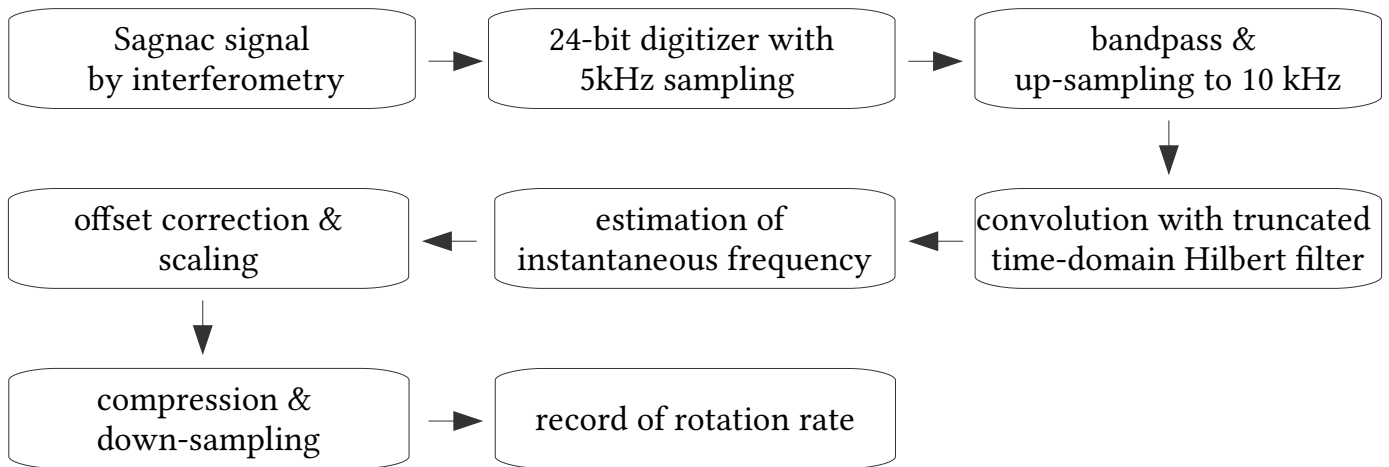 Sagnac signal
by interferometry
24-bit digitizer with
5kHz sampling
bandpass &
up-sampling to 10 kHz
convolution with truncated
time-domain Hilbert filter
estimation of
instantaneous frequency
offset correction &
scaling
compression &
down-sampling
record of rotation rate